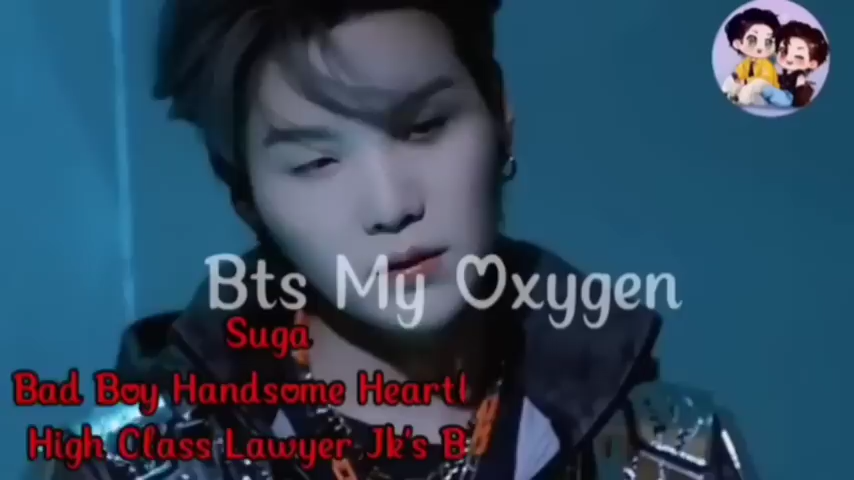 Bts My Oxygen
Suga
Bad Boy Handsome Heartl
High Class Lawyer Jk's B